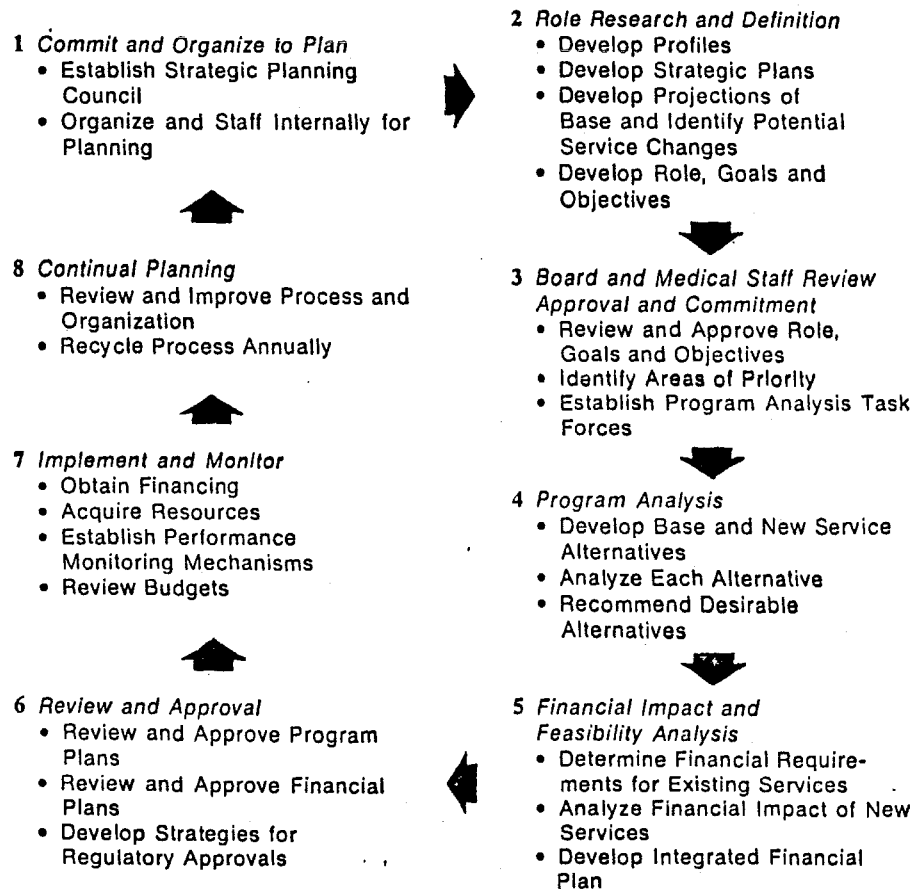 1 Commit and Organize to Plan
• Establish Strategic Planning
Council
• Organize and Staff Internally for
Planning
2 Role Research and Definition
• Develop Profiles
• Develop Strategic Plans
• Develop Projections of
Base and Identify Potential
Service Changes
• Develop Role, Goals and
Objectives
3 Board and Medical Staff Review
Approval and Commitment
• Review and Approve Role,
Goals and Objectives
• Identify Areas of Priority
• Establish Program Analysis Task
Forces
4 Program Analysis
• Develop Base and New Service
Alternatives
• Analyze Each Alternative
• Recommend Desirable
Alternatives
5 Financial Impact and
Feasibility Analysis
• Determine Financial Require-
ments for Existing Services
• Analyze Financial Impact of New
Services
• Develop Integrated Financial
Plan
6 Review and Approval
• Review and Approve Program
Plans
• Review and Approve Financial
Plans
• Develop Strategies for
Regulatory Approvals
7 Implement and Monitor
• Obtain Financing
• Acquire Resources
• Establish Performance
Monitoring Mechanisms
• Review Budgets
8 Continual Planning
• Review and Improve Process and
Organization
• Recycle Process Annually